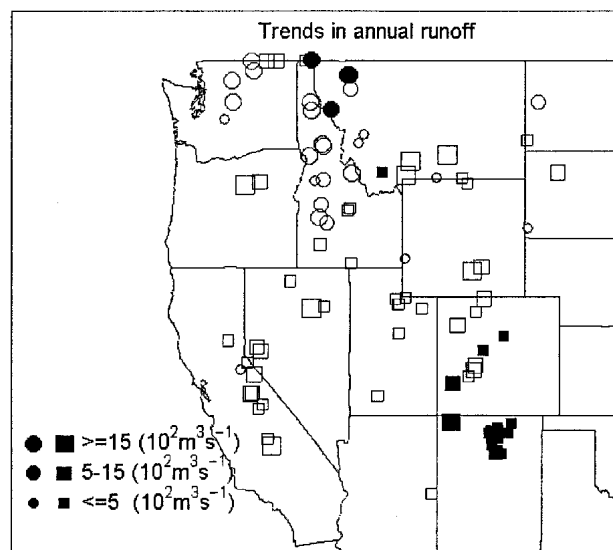 Trends in annual runoff
>=15 (10²m³s⁻¹)
5-15 (10²m³s⁻¹)
<=5 (10²m³s⁻¹)